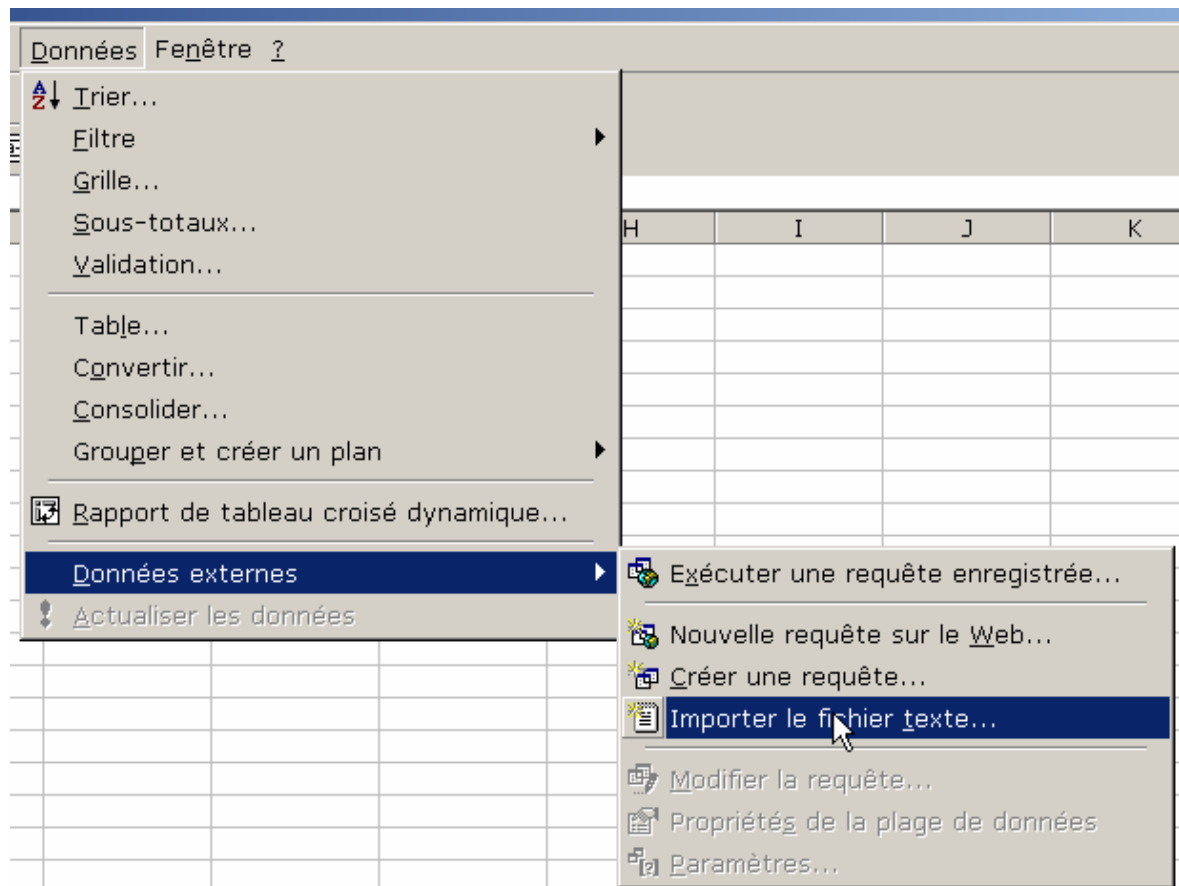 Données Fenêtre ?
Trier...
Filtre
Grille...
Sous-totaux...
Validation...
H I J K
Table...
Convertir...
Consolider...
Grouper et créer un plan
Rapport de tableau croisé dynamique...
Données externes
Actualiser les données
Exécuter une requête enregistrée...
Nouvelle requête sur le Web...
Créer une requête...
Importer le fichier texte...
Modifier la requête...
Propriétés de la plage de données
Paramètres...